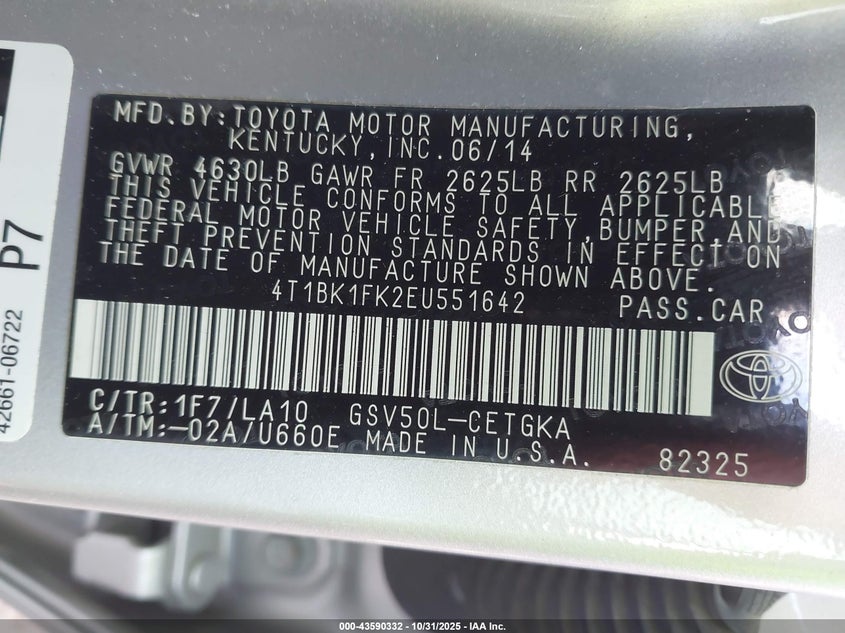 MFD.BY:TOYOTA MOTOR MANUFACTURING,
KENTUCKY,INC.06/14
GVWR 4630LB GAWR FR 2625LB RR 2625LB
THIS VEHICLE CONFORMS TO ALL APPLICABLE
FEDERAL MOTOR VEHICLE SAFETY,BUMPER,AND
THEFT PREVENTION STANDARDS IN EFFECT ON
THE DATE OF MANUFACTURE SHOWN ABOVE.
4T1BK1FK2EU551642 PASS.CAR
C/TR:1F7/LA10 GSV50L-CETGKA
A/TM:-02A/U660E MADE IN U.S.A. 82325
P7
42661-06722
000-43590332 - 10/31/2025 - IAA Inc.